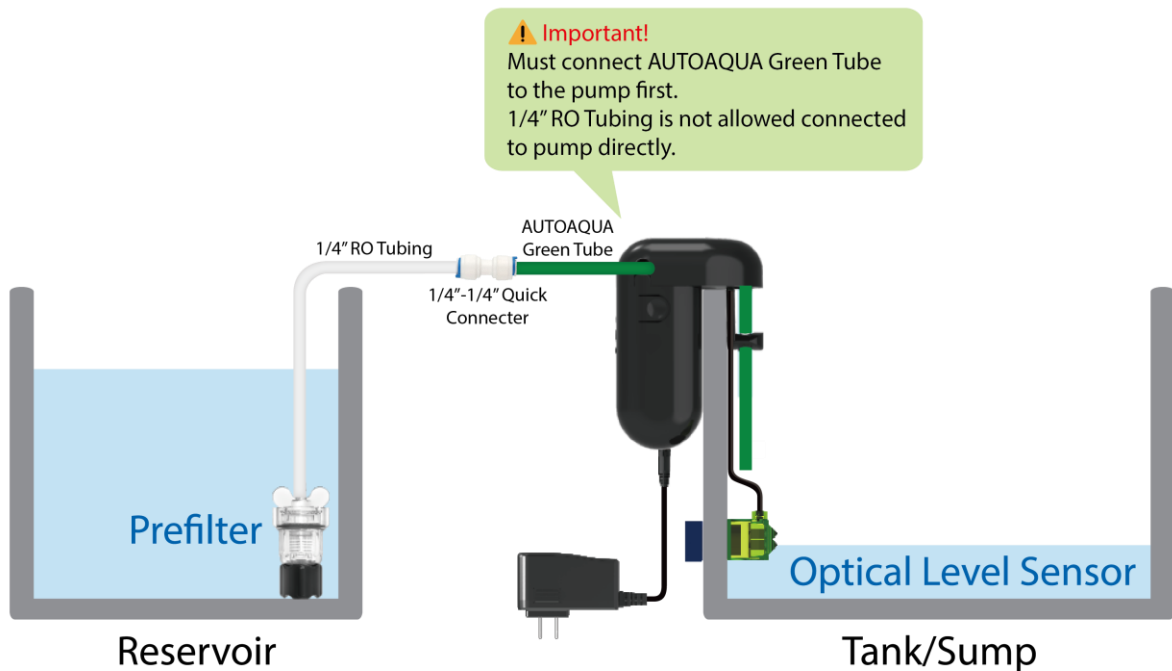 Important!
Must connect AUTOAQUA Green Tube
to the pump first.
1/4" RO Tubing is not allowed connected
to pump directly.
AUTOAQUA
Green Tube
1/4" RO Tubing
1/4"-1/4" Quick
Connecter
Prefilter
Optical Level Sensor
Reservoir
Tank/Sump